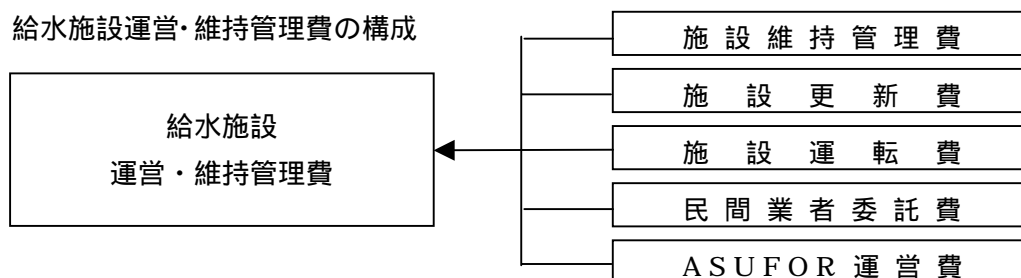 給水施設運営・維持管理費の構成
給水施設
運営・維持管理費
施設維持管理費
施設更新費
施設運転費
民間業者委託費
ASUFOR運営費